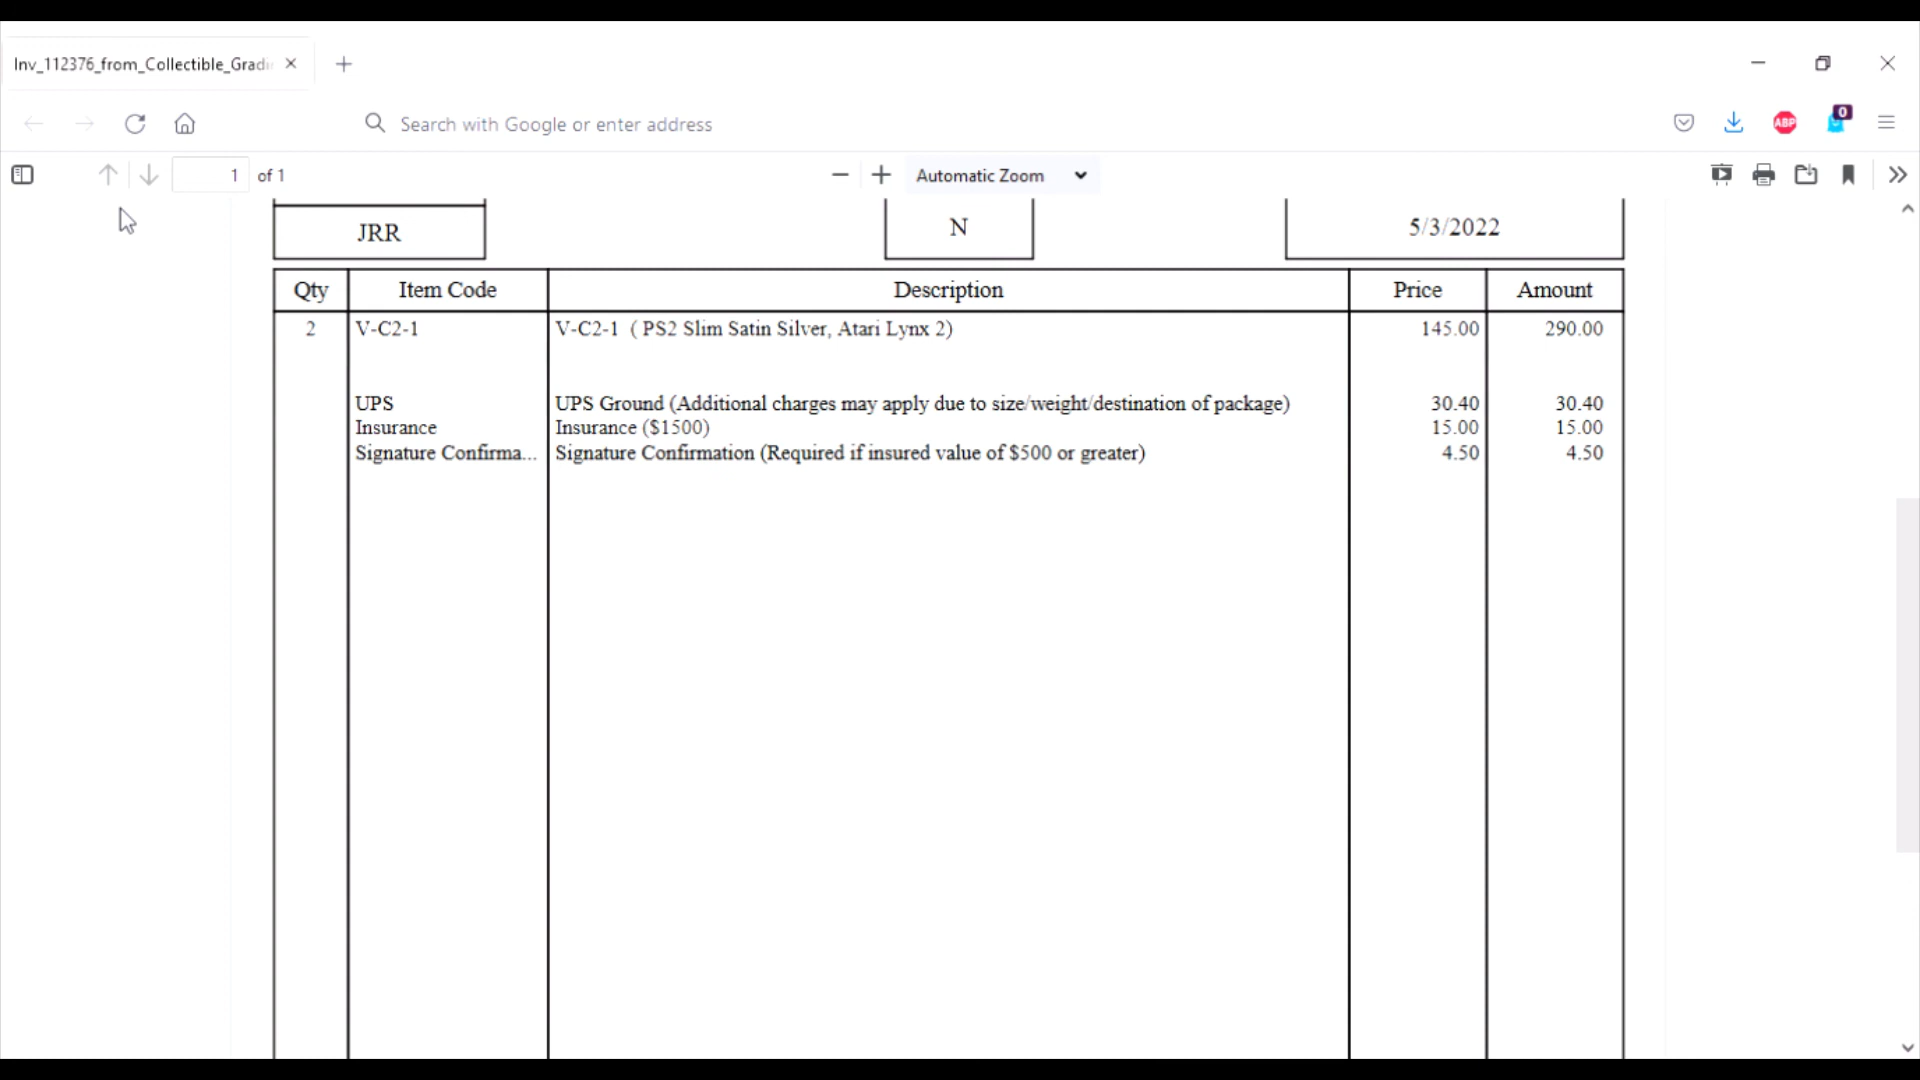 Inv_112376_from_Collectible_Gradi
Search with Google or enter address
ABP
0
1 of 1
Automatic Zoom
JRR N 5/3/2022
Qty Item Code Description Price Amount
2 V-C2-1 V-C2-1 ( PS2 Slim Satin Silver, Atari Lynx 2) 145.00 290.00
UPS UPS Ground (Additional charges may apply due to size/weight/destination of package) 30.40 30.40
Insurance Insurance ($1500) 15.00 15.00
Signature Confirma... Signature Confirmation (Required if insured value of $500 or greater) 4.50 4.50